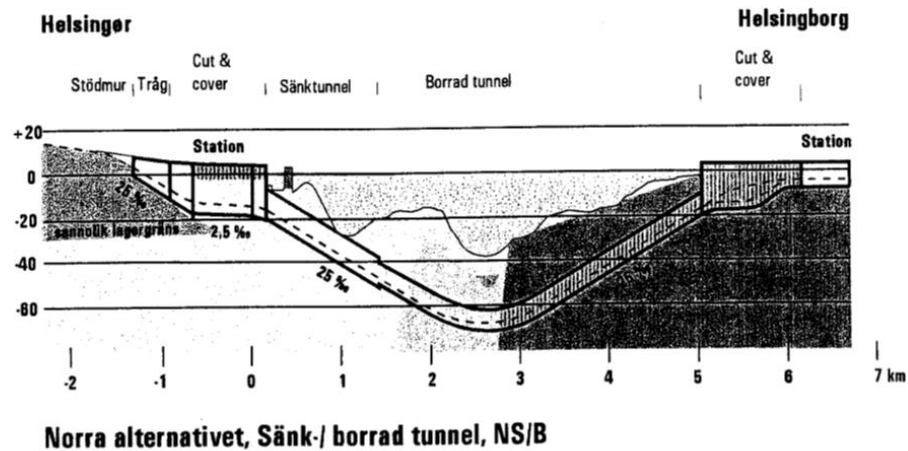 Helsingør
Helsingborg
Cut &
cover
Cut &
cover
Stödmur
Tråg
Sänktunnel
Borrad tunnel
+20
Station
Station
0
25 ‰
-20
sannolik lagergräns
2,5 ‰
-40
25 ‰
-60
-2
-1
0
1
2
3
4
5
6
7 km
Norra alternativet, Sänk-/ borrad tunnel, NS/B